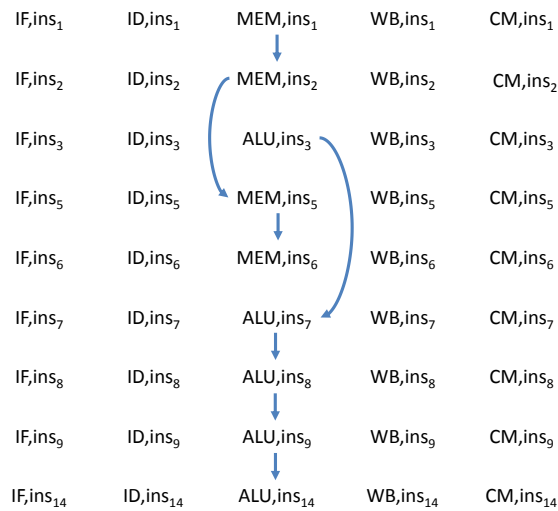 IF,ins₁ ID,ins₁ MEM,ins₁ WB,ins₁ CM,ins₁
IF,ins₂ ID,ins₂ MEM,ins₂ WB,ins₂ CM,ins₂
IF,ins₃ ID,ins₃ ALU,ins₃ WB,ins₃ CM,ins₃
IF,ins₅ ID,ins₅ MEM,ins₅ WB,ins₅ CM,ins₅
IF,ins₆ ID,ins₆ MEM,ins₆ WB,ins₆ CM,ins₆
IF,ins₇ ID,ins₇ ALU,ins₇ WB,ins₇ CM,ins₇
IF,ins₈ ID,ins₈ ALU,ins₈ WB,ins₈ CM,ins₈
IF,ins₉ ID,ins₉ ALU,ins₉ WB,ins₉ CM,ins₉
IF,ins₁₄ ID,ins₁₄ ALU,ins₁₄ WB,ins₁₄ CM,ins₁₄